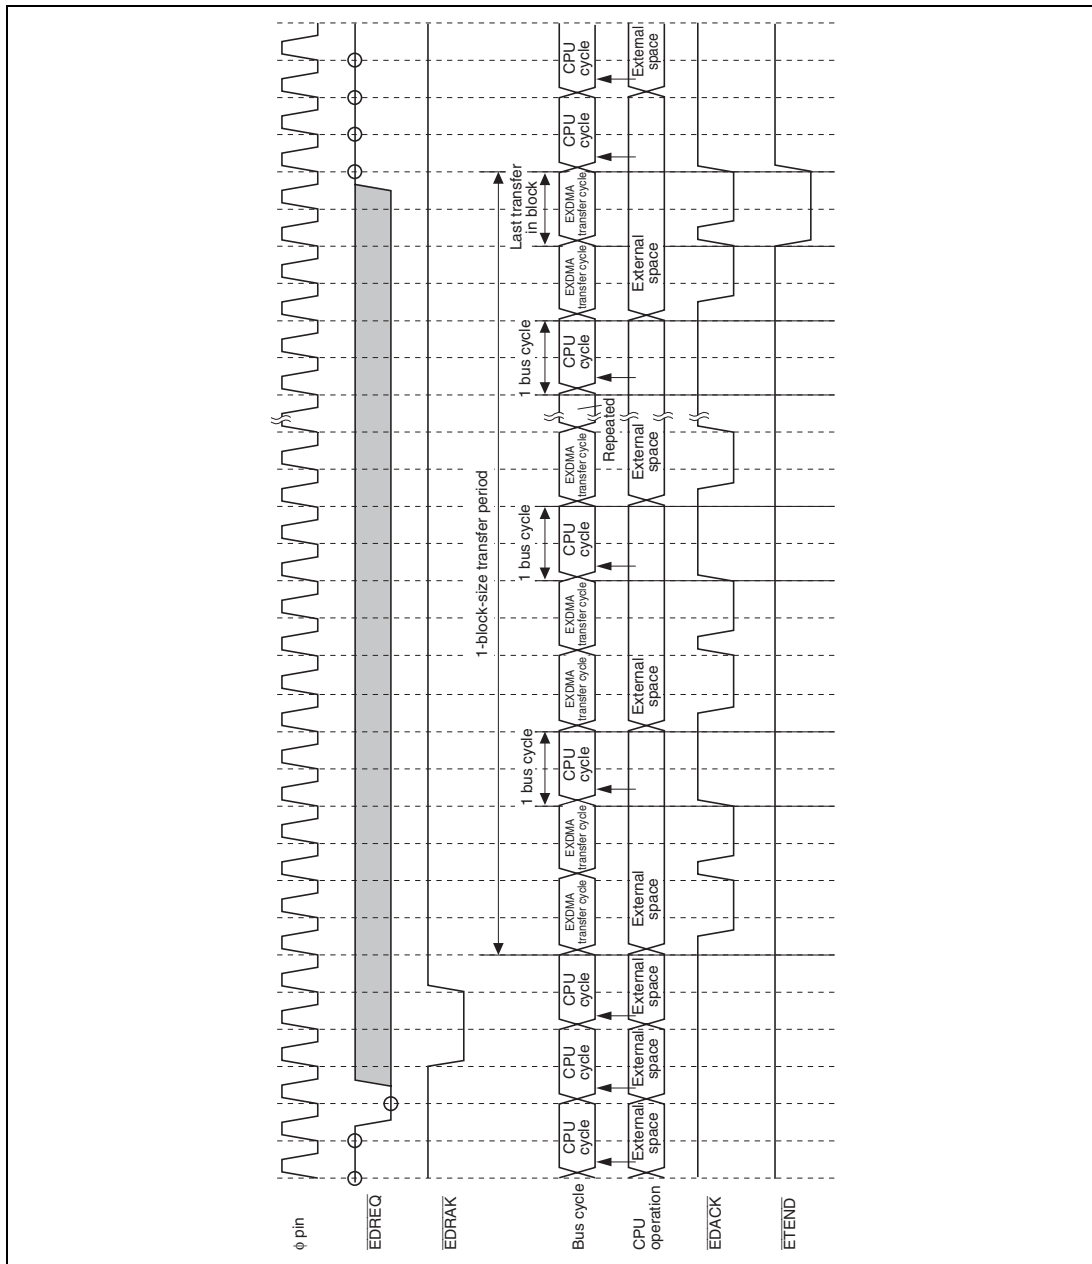 φ pin
EDREQ
EDRAK
1-block-size transfer period
1 bus cycle
1 bus cycle
1 bus cycle
Last transfer
in block
Bus cycle
CPU
cycle
CPU
cycle
CPU
cycle
EXDMA
transfer cycle
EXDMA
transfer cycle
CPU
cycle
EXDMA
transfer cycle
EXDMA
transfer cycle
CPU
cycle
EXDMA
transfer cycle
Repeated
CPU
cycle
EXDMA
transfer cycle
EXDMA
transfer cycle
CPU
cycle
CPU
cycle
CPU
operation
External
space
External
space
External
space
External
space
External
space
External
space
External
space
External
space
EDACK
ETEND